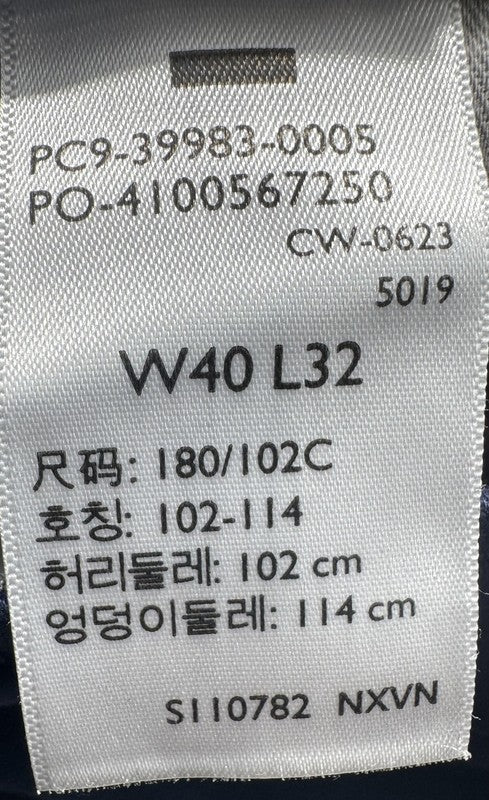 PC9-39983-0005
PO-4100567250
CW-0623
5019
W40 L32
尺码: 180/102C
호칭: 102-114
허리둘레: 102 cm
엉덩이둘레: 114 cm
S110782 NXVN